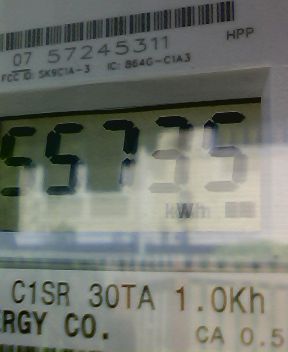 HPP
07 57245311
FCC ID: SK9C1A-3 IC: 864G-C1A3
55735
kWh
C1SR 30TA 1.0Kh
ERGY CO. CA 0.5